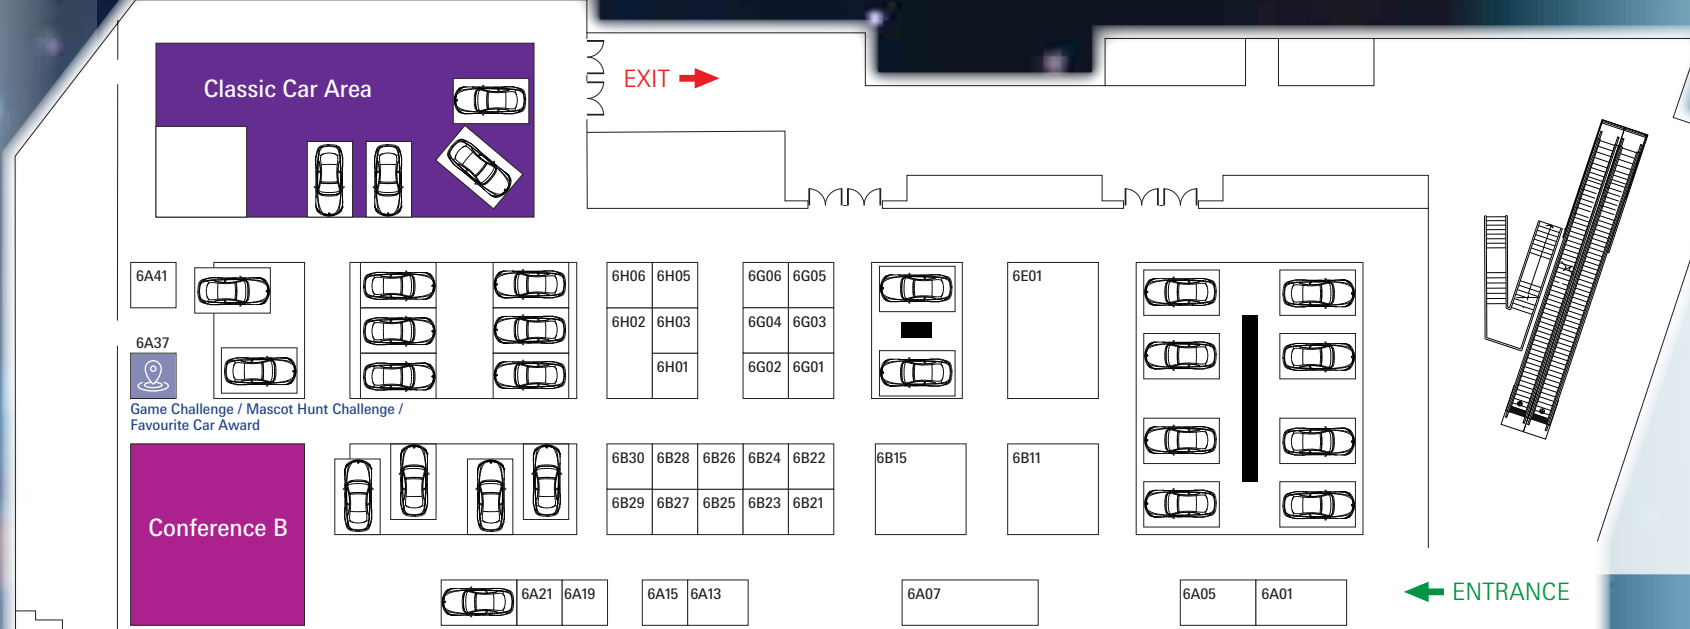 EXIT
Classic Car Area
6A41
6H06 6H05
6G06 6G05
6E01
6H02 6H03
6G04 6G03
6A37
6H01
6G02 6G01
Game Challenge / Mascot Hunt Challenge /
Favourite Car Award
6B30 6B28 6B26 6B24 6B22
6B15
6B11
6B29 6B27 6B25 6B23 6B21
Conference B
6A21 6A19
6A15 6A13
6A07
6A05 6A01
ENTRANCE